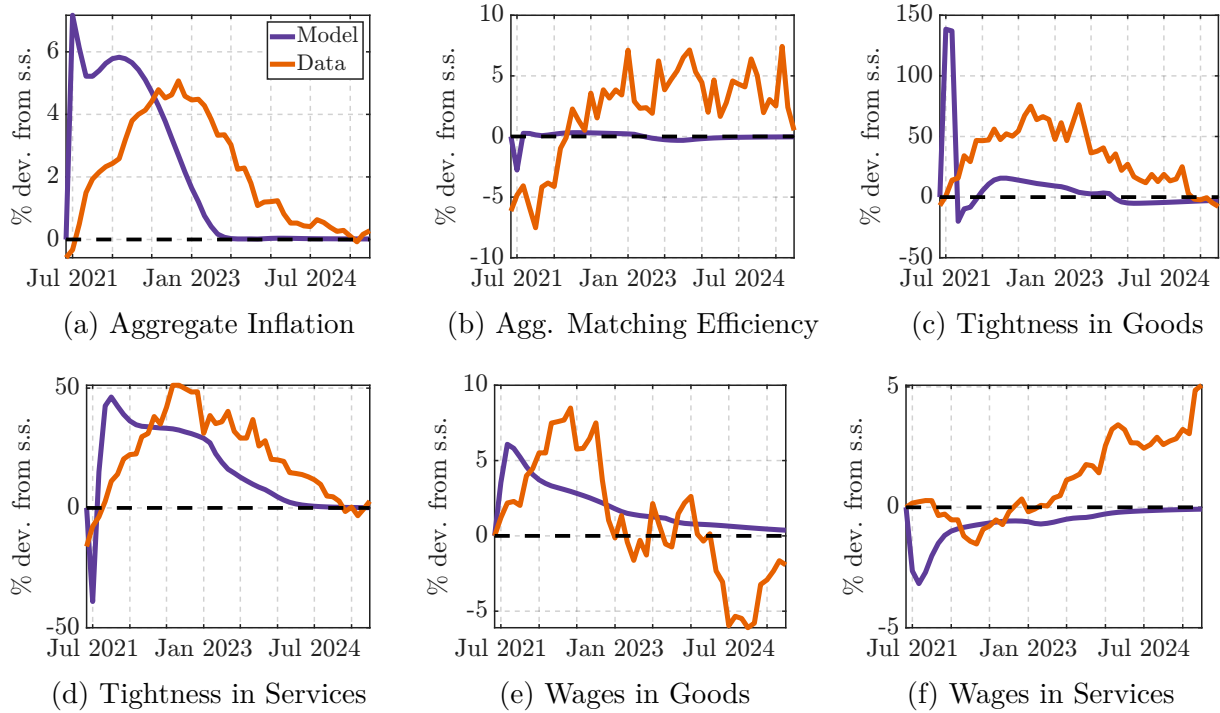 % dev. from s.s.
6
4
2
0
Model
Data
Jul 2021 Jan 2023 Jul 2024
(a) Aggregate Inflation
% dev. from s.s.
10
5
0
-5
-10
Jul 2021 Jan 2023 Jul 2024
(b) Agg. Matching Efficiency
% dev. from s.s.
150
100
50
0
-50
Jul 2021 Jan 2023 Jul 2024
(c) Tightness in Goods
% dev. from s.s.
50
0
-50
Jul 2021 Jan 2023 Jul 2024
(d) Tightness in Services
% dev. from s.s.
10
5
0
-5
Jul 2021 Jan 2023 Jul 2024
(e) Wages in Goods
% dev. from s.s.
5
0
-5
Jul 2021 Jan 2023 Jul 2024
(f) Wages in Services